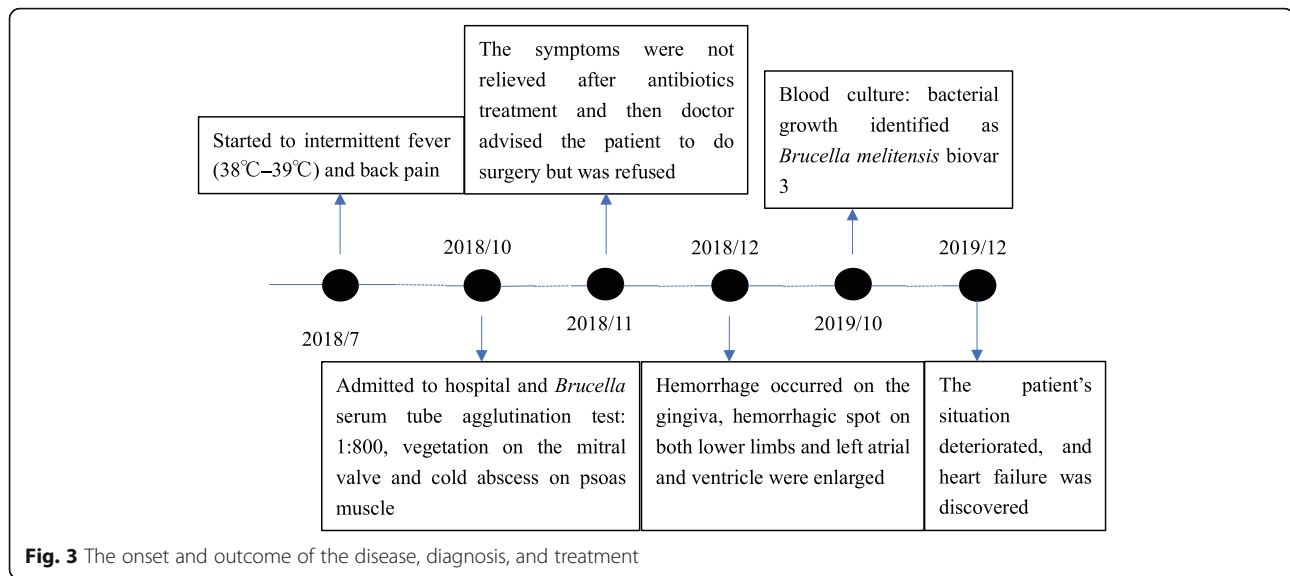 The symptoms were not
relieved after antibiotics
treatment and then doctor
advised the patient to do
surgery but was refused
Blood culture: bacterial
growth identified as
Brucella melitensis biovar
3
Started to intermittent fever
(38℃–39℃) and back pain
2018/10
2018/12
2019/12
2018/7
2018/11
2019/10
Admitted to hospital and Brucella
serum tube agglutination test:
1:800, vegetation on the mitral
valve and cold abscess on psoas
muscle
Hemorrhage occurred on the
gingiva, hemorrhagic spot on
both lower limbs and left atrial
and ventricle were enlarged
The patient's
situation
deteriorated, and
heart failure was
discovered
Fig. 3 The onset and outcome of the disease, diagnosis, and treatment